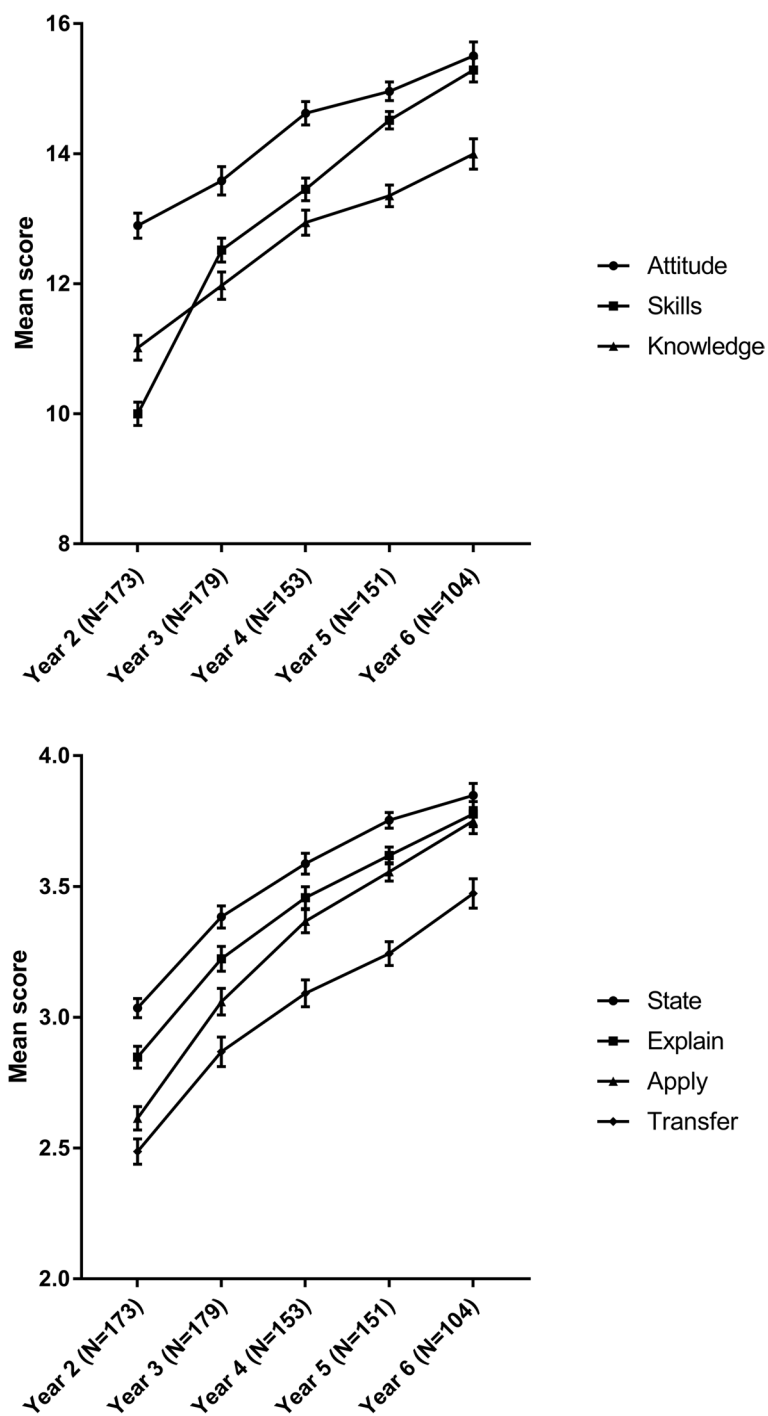 16
14
12
10
8
Mean score
Year 2 (N=173)
Year 3 (N=179)
Year 4 (N=153)
Year 5 (N=151)
Year 6 (N=104)
Attitude
Skills
Knowledge
4.0
3.5
3.0
2.5
2.0
Mean score
Year 2 (N=173)
Year 3 (N=179)
Year 4 (N=153)
Year 5 (N=151)
Year 6 (N=104)
State
Explain
Apply
Transfer